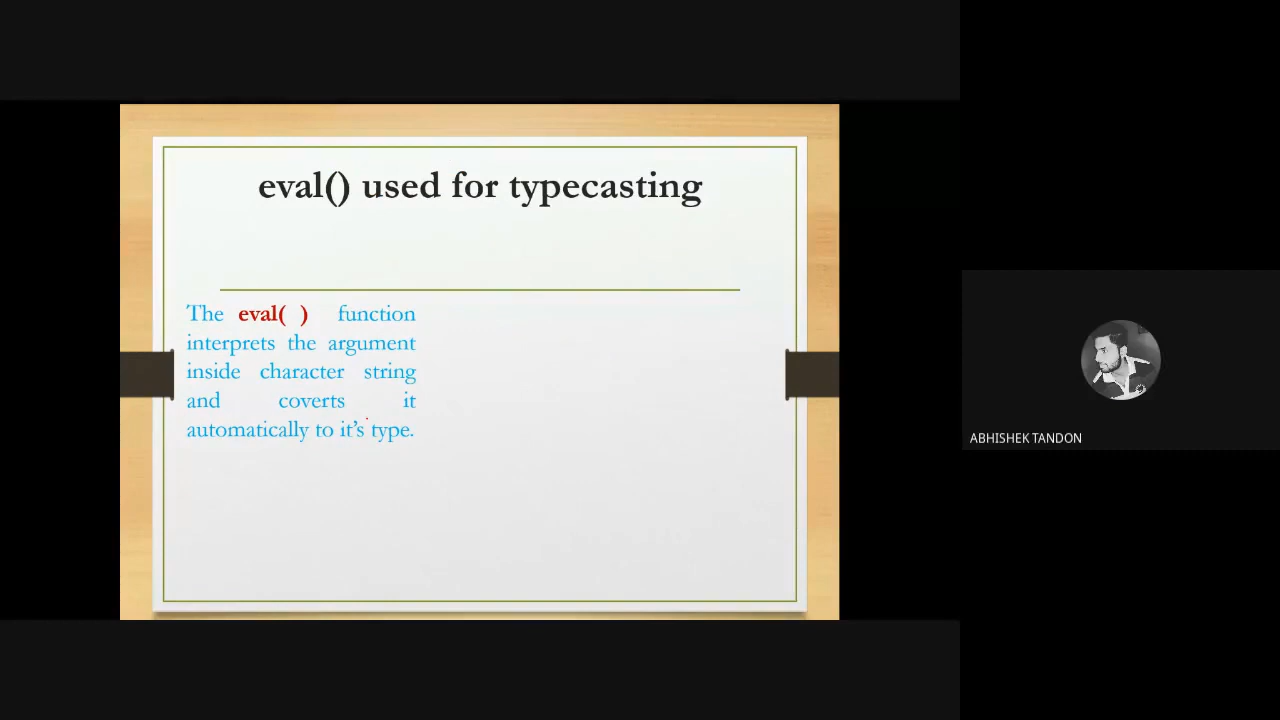 eval() used for typecasting
The eval( ) function
interprets the argument
inside character string
and coverts it
automatically to it’s type.
ABHISHEK TANDON